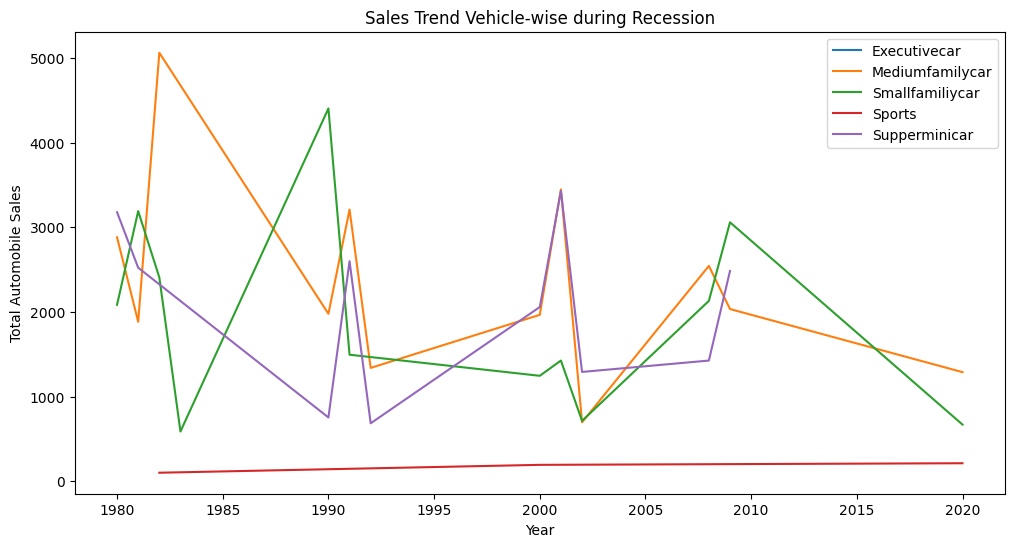 Sales Trend Vehicle-wise during Recession
Executivecar
Mediumfamilycar
Smallfamiliycar
Sports
Supperminicar
Total Automobile Sales
5000
4000
3000
2000
1000
0
1980 1985 1990 1995 2000 2005 2010 2015 2020
Year